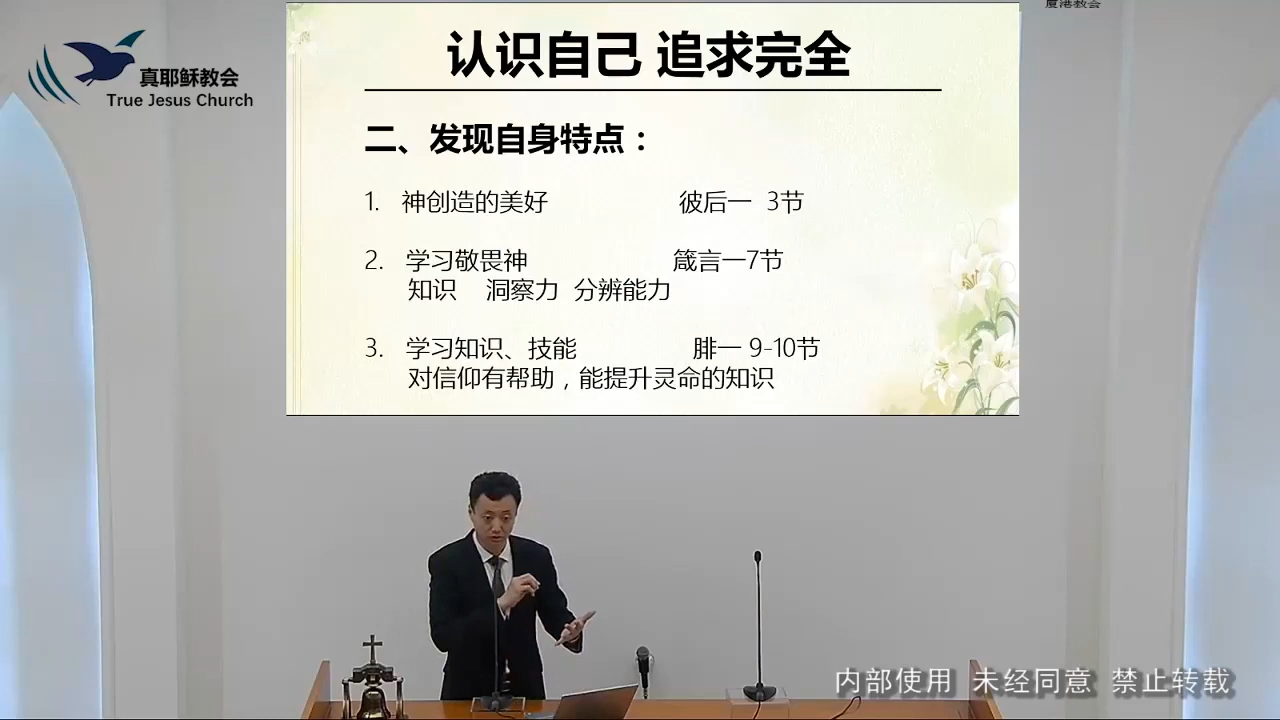 厦港教会
真耶稣教会
True Jesus Church
认识自己 追求完全
二、发现自身特点：
1. 神创造的美好 彼后一 3节
2. 学习敬畏神 箴言一7节
知识 洞察力 分辨能力
3. 学习知识、技能 腓一 9-10节
对信仰有帮助，能提升灵命的知识
内部使用 未经同意 禁止转载